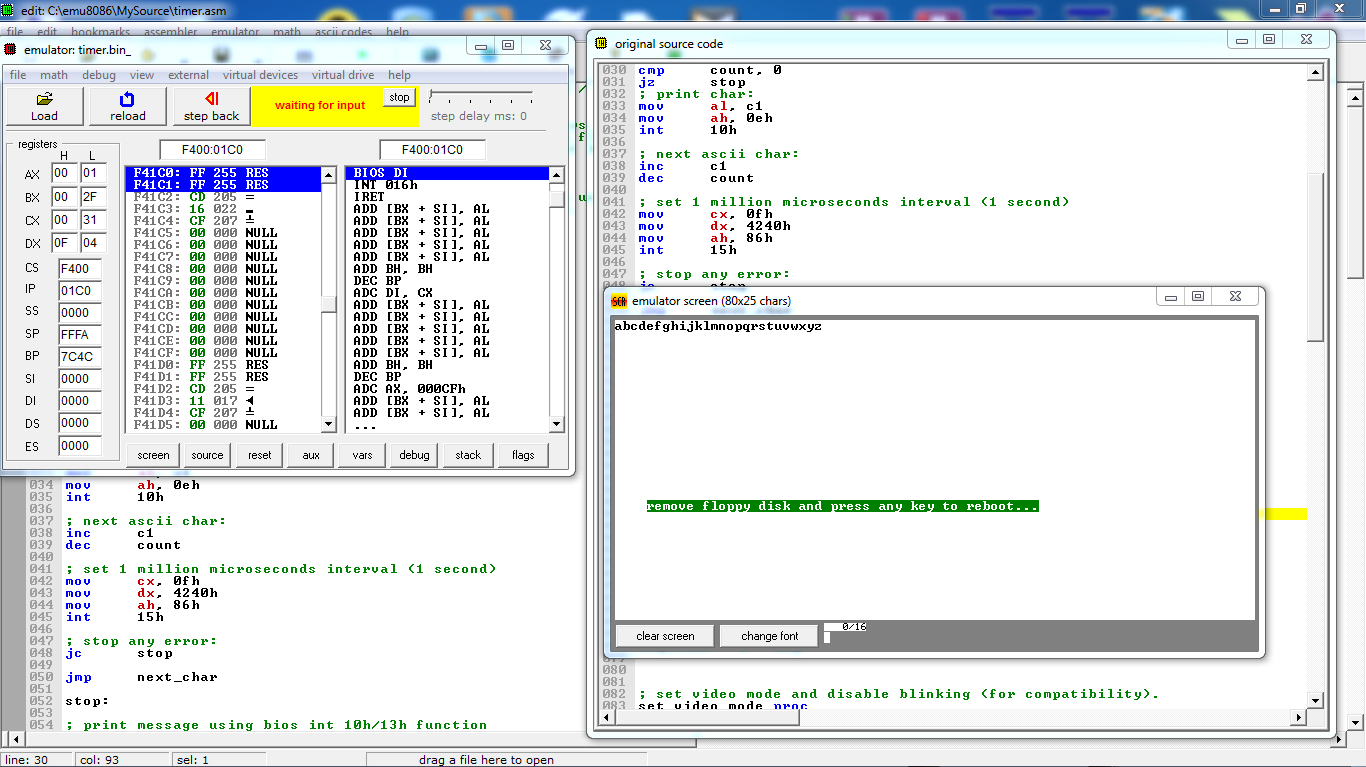 edit: C:\emu8086\MySource\timer.asm
file edit bookmarks assembler emulator math ascii codes help
emulator: timer.bin_
file math debug view external virtual devices virtual drive help
Load reload step back waiting for input stop step delay ms: 0
registers F400:01C0 F400:01C0
H L
AX 00 01
BX 00 2F
CX 00 31
DX 0F 04
CS F400
IP 01C0
SS 0000
SP FFFA
BP 7C4C
SI 0000
DI 0000
DS 0000
ES 0000
F41C0: FF 255 RES
F41C1: FF 255 RES
F41C2: CD 205 =
F41C3: 16 022 ▬
F41C4: CF 207 ╧
F41C5: 00 000 NULL
F41C6: 00 000 NULL
F41C7: 00 000 NULL
F41C8: 00 000 NULL
F41C9: 00 000 NULL
F41CA: 00 000 NULL
F41CB: 00 000 NULL
F41CC: 00 000 NULL
F41CD: 00 000 NULL
F41CE: 00 000 NULL
F41CF: 00 000 NULL
F41D0: FF 255 RES
F41D1: FF 255 RES
F41D2: CD 205 =
F41D3: 11 017 ◄
F41D4: CF 207 ╧
F41D5: 00 000 NULL
BIOS DI
INT 016h
IRET
ADD [BX + SI], AL
ADD [BX + SI], AL
ADD [BX + SI], AL
ADD [BX + SI], AL
ADD [BX + SI], AL
ADD BH, BH
DEC BP
ADC DI, CX
ADD [BX + SI], AL
ADD [BX + SI], AL
ADD [BX + SI], AL
ADD [BX + SI], AL
ADD [BX + SI], AL
ADD BH, BH
DEC BP
ADC AX, 000CFh
ADD [BX + SI], AL
ADD [BX + SI], AL
...
screen source reset aux vars debug stack flags
034 mov ah, 0eh
035 int 10h
036
037 ; next ascii char:
038 inc c1
039 dec count
040
041 ; set 1 million microseconds interval (1 second)
042 mov cx, 0fh
043 mov dx, 4240h
044 mov ah, 86h
045 int 15h
046
047 ; stop any error:
048 jc stop
049
050 jmp next_char
051
052 stop:
053
054 ; print message using bios int 10h/13h function
line: 30 col: 93 sel: 1 drag a file here to open
original source code
030 cmp count, 0
031 jz stop
032 ; print char:
033 mov al, c1
034 mov ah, 0eh
035 int 10h
036
037 ; next ascii char:
038 inc c1
039 dec count
040
041 ; set 1 million microseconds interval (1 second)
042 mov cx, 0fh
043 mov dx, 4240h
044 mov ah, 86h
045 int 15h
046
047 ; stop any error:
emulator screen (80x25 chars)
abcdefghijklmnopqrstuvwxyz
remove floppy disk and press any key to reboot...
clear screen change font 0/16
080
081
082 ; set video mode and disable blinking (for compatibility).
083 set_video_mode proc